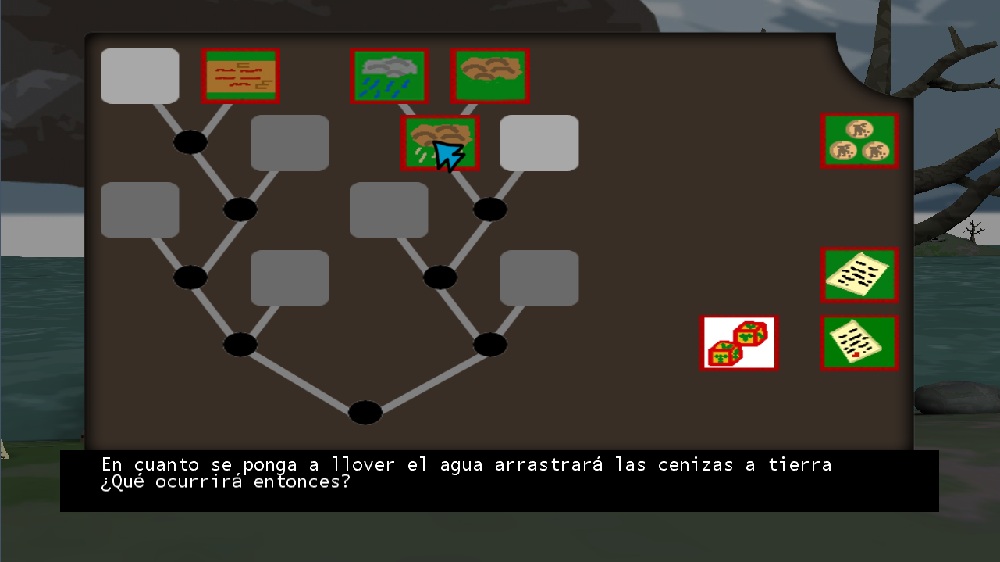 En cuanto se ponga a llover el agua arrastrará las cenizas a tierra
¿Qué ocurrirá entonces?